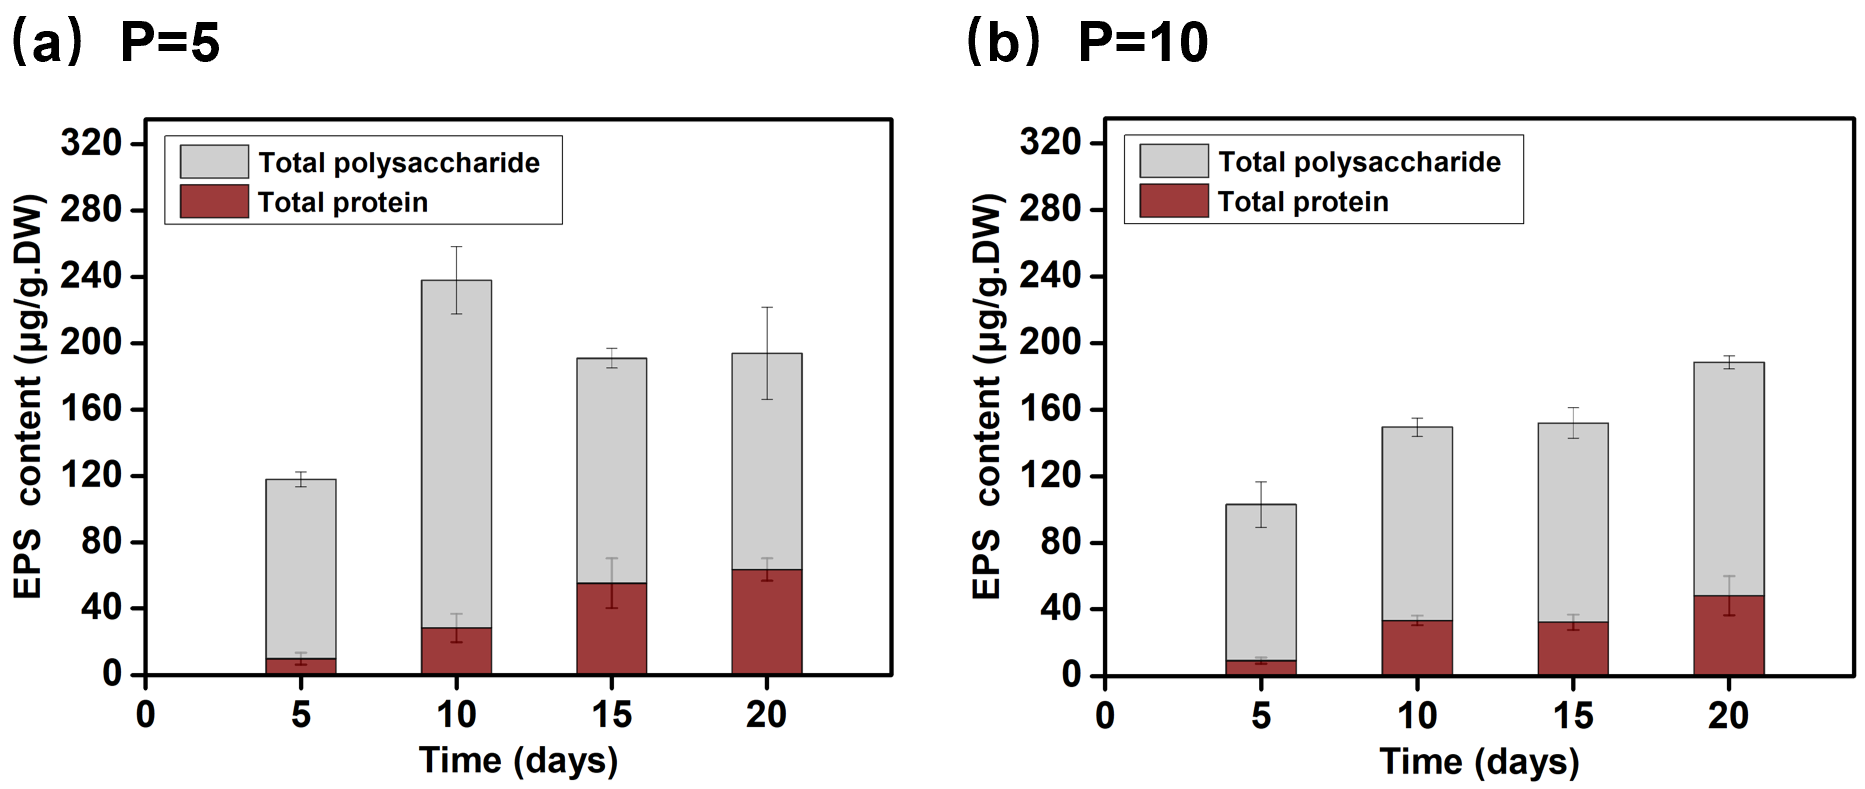 (a) P=5
Total polysaccharide
Total protein
EPS content (μg/g.DW)
320
280
240
200
160
120
80
40
0
0 5 10 15 20
Time (days)
(b) P=10
Total polysaccharide
Total protein
EPS content (μg/g.DW)
320
280
240
200
160
120
80
40
0
0 5 10 15 20
Time (days)